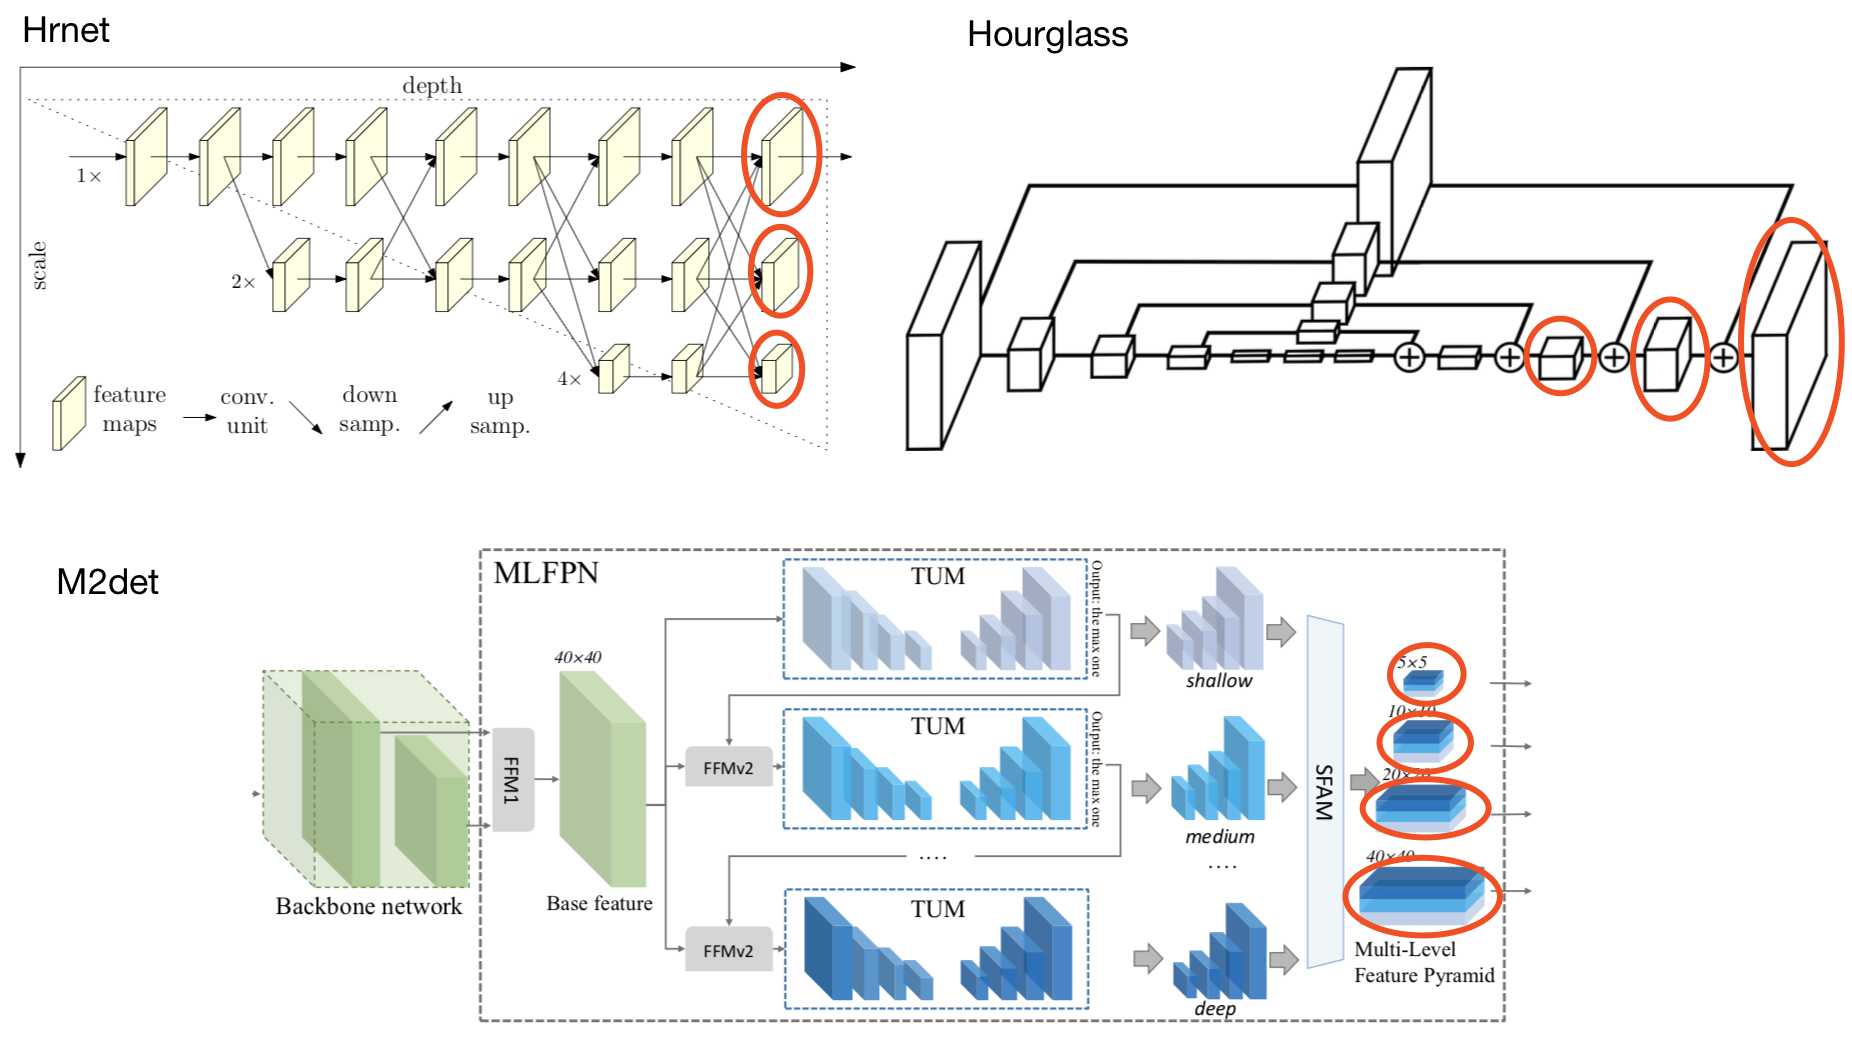 Hrnet
depth
scale
1×
2×
4×
feature
maps
conv.
unit
down
samp.
up
samp.
Hourglass
M2det
MLFPN
Backbone network
FFM1
40×40
Base feature
FFMv2
FFMv2
TUM
Output: the max one
TUM
Output: the max one
....
TUM
shallow
medium
....
deep
SFAM
5×5
10×10
20×20
40×40
Multi-Level
Feature Pyramid